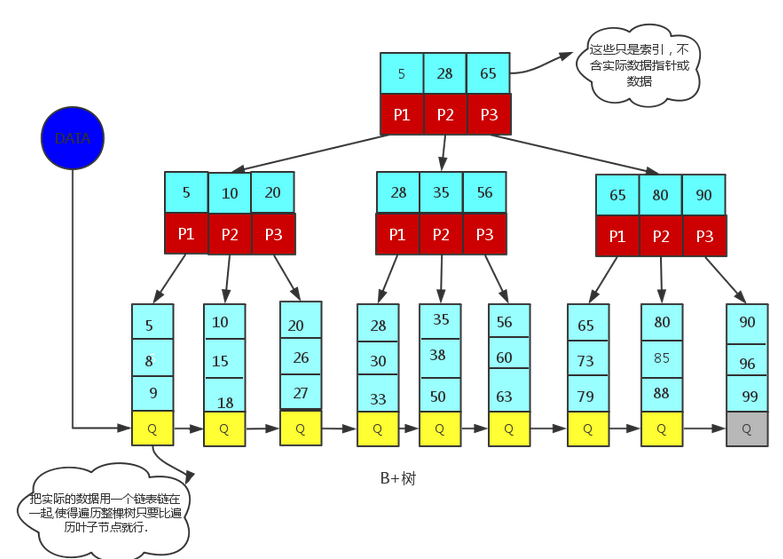 5 28 65
P1 P2 P3
这些只是索引，不
含实际数据指针或
数据
DATA
5 10 20
P1 P2 P3
28 35 56
P1 P2 P3
65 80 90
P1 P2 P3
5 10 20 28 35 56 65 80 90
8 15 26 30 38 60 73 85 96
9 18 27 33 50 63 79 88 99
Q Q Q Q Q Q Q Q Q
B+树
把实际的数据用一个链表链在
一起,使得遍历整棵树只要比遍
历叶子节点就行.